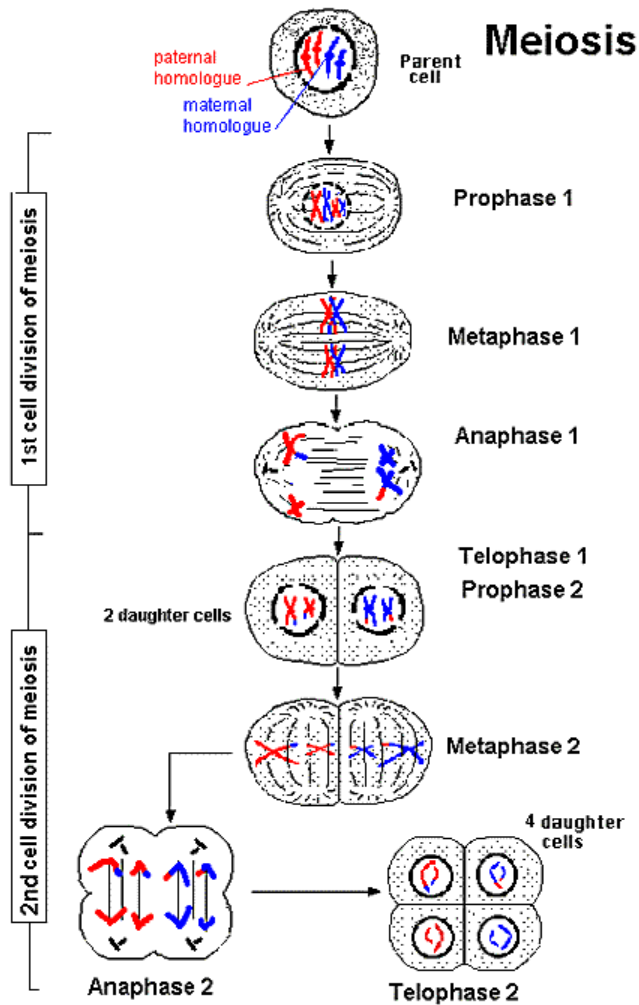 Meiosis
paternal
homologue
Parent
cell
maternal
homologue
Prophase 1
Metaphase 1
1st cell division of meiosis
Anaphase 1
Telophase 1
Prophase 2
2 daughter cells
2nd cell division of meiosis
Metaphase 2
4 daughter
cells
Anaphase 2
Telophase 2